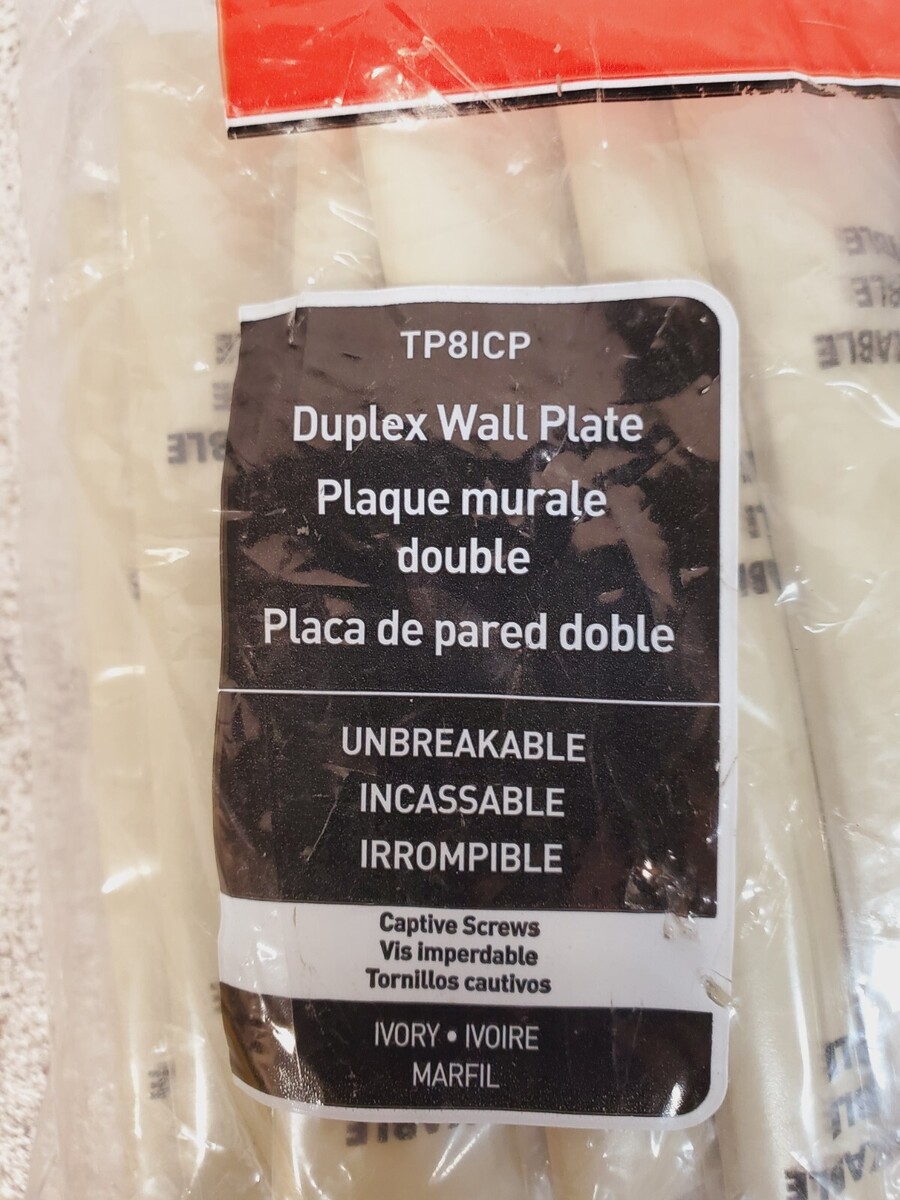 TP8ICP
Duplex Wall Plate
Plaque murale
double
Placa de pared doble
UNBREAKABLE
INCASSABLE
IRROMPIBLE
Captive Screws
Vis imperdable
Tornillos cautivos
IVORY • IVOIRE
MARFIL